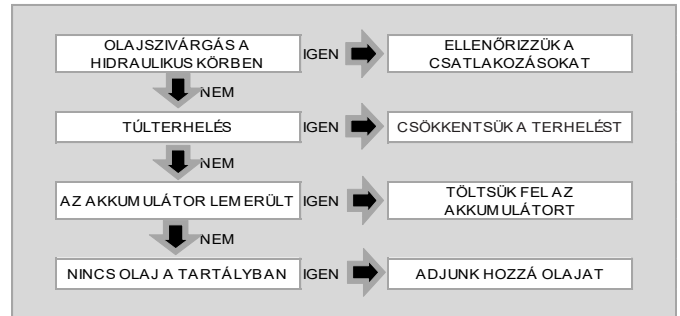 OLAJSZIVÁRGÁS A
HIDRAULIKUS KÖRBEN
IGEN
ELLENŐRIZZÜK A
CSATLAKOZÁSOKAT
NEM
TÚLTERHELÉS
IGEN
CSÖKKENTSÜK A TERHELÉST
NEM
AZ AKKUMULÁTOR LEMERÜLT
IGEN
TÖLTSÜK FEL AZ
AKKUMULÁTORT
NEM
NINCS OLAJ A TARTÁLYBAN
IGEN
ADJUNK HOZZÁ OLAJAT